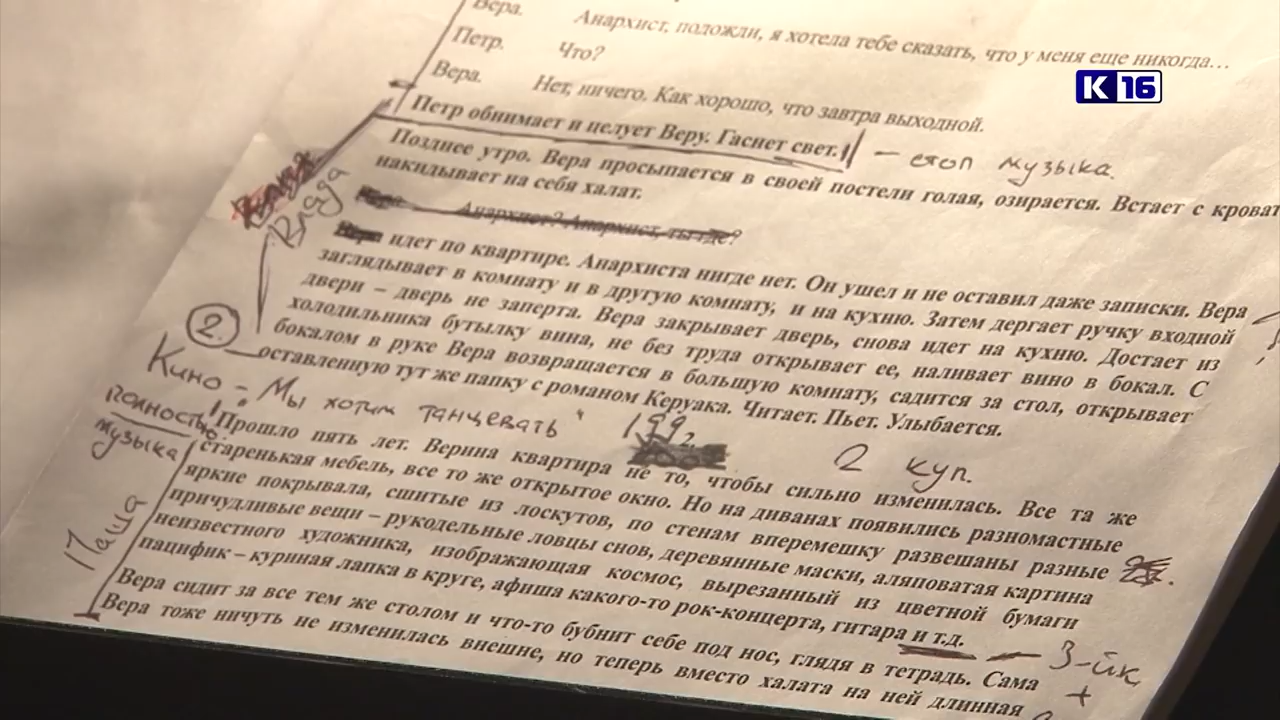 Вера. Анархист, подожди, я хотела тебе сказать, что у меня еще никогда…
K 16
Петр. Что?
Вера. Нет, ничего. Как хорошо, что завтра выходной.
Петр обнимает и целует Веру. Гаснет свет. — стоп музыка.
Позднее утро. Вера просыпается в своей постели голая, озирается. Встает с кроват
накидывает на себя халат.
Влада
Анархист? Анархист, ты где?
Вера идет по квартире. Анархиста нигде нет. Он ушел и не оставил даже записки. Вера
заглядывает в комнату и в другую комнату, и на кухню. Затем дергает ручку входной
двери – дверь не заперта. Вера закрывает дверь, снова идет на кухню. Достает из
холодильника бутылку вина, не без труда открывает ее, наливает вино в бокал. С
бокалом в руке Вера возвращается в большую комнату, садится за стол, открывает
оставленную тут же папку с романом Керуака. Читает. Пьет. Улыбается.
2.
Кино - "Мы хотим танцевать" 199 2 куп.
полностью!
музыка
Прошло пять лет. Верина квартира не то, чтобы сильно изменилась. Все та же
старенькая мебель, все то же открытое окно. Но на диванах появились разномастные
яркие покрывала, сшитые из лоскутов, по стенам вперемешку развешаны разные
причудливые вещи – рукодельные ловцы снов, деревянные маски, аляповатая картина
неизвестного художника, изображающая космос, вырезанный из цветной бумаги
пацифик – куриная лапка в круге, афиша какого-то рок-концерта, гитара и т.д.
Паша
3-йк
+
Вера сидит за все тем же столом и что-то бубнит себе под нос, глядя в тетрадь. Сама
Вера тоже ничуть не изменилась внешне, но теперь вместо халата на ней длинная